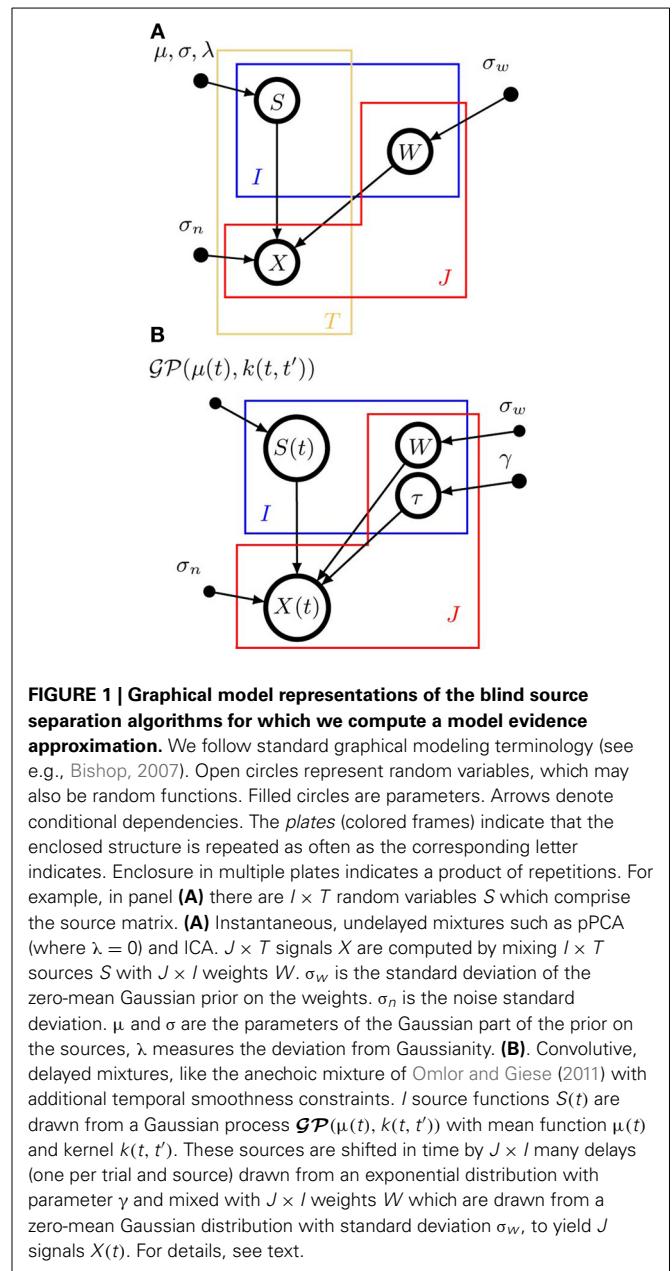 A
μ, σ, λ
σ_w
S
W
I
σ_n
X
J
T
B
𝒢𝒫(μ(t), k(t, t′))
σ_w
S(t)
W
γ
τ
I
σ_n
X(t)
J
FIGURE 1 | Graphical model representations of the blind source
separation algorithms for which we compute a model evidence
approximation. We follow standard graphical modeling terminology (see
e.g., Bishop, 2007). Open circles represent random variables, which may
also be random functions. Filled circles are parameters. Arrows denote
conditional dependencies. The plates (colored frames) indicate that the
enclosed structure is repeated as often as the corresponding letter
indicates. Enclosure in multiple plates indicates a product of repetitions. For
example, in panel (A) there are I × T random variables S which comprise
the source matrix. (A) Instantaneous, undelayed mixtures such as pPCA
(where λ = 0) and ICA. J × T signals X are computed by mixing I × T
sources S with J × I weights W. σ_w is the standard deviation of the
zero-mean Gaussian prior on the weights. σ_n is the noise standard
deviation. μ and σ are the parameters of the Gaussian part of the prior on
the sources, λ measures the deviation from Gaussianity. (B). Convolutive,
delayed mixtures, like the anechoic mixture of Omlor and Giese (2011) with
additional temporal smoothness constraints. I source functions S(t) are
drawn from a Gaussian process 𝒢𝒫(μ(t), k(t, t′)) with mean function μ(t)
and kernel k(t, t′). These sources are shifted in time by J × I many delays
(one per trial and source) drawn from an exponential distribution with
parameter γ and mixed with J × I weights W which are drawn from a
zero-mean Gaussian distribution with standard deviation σ_w, to yield J
signals X(t). For details, see text.